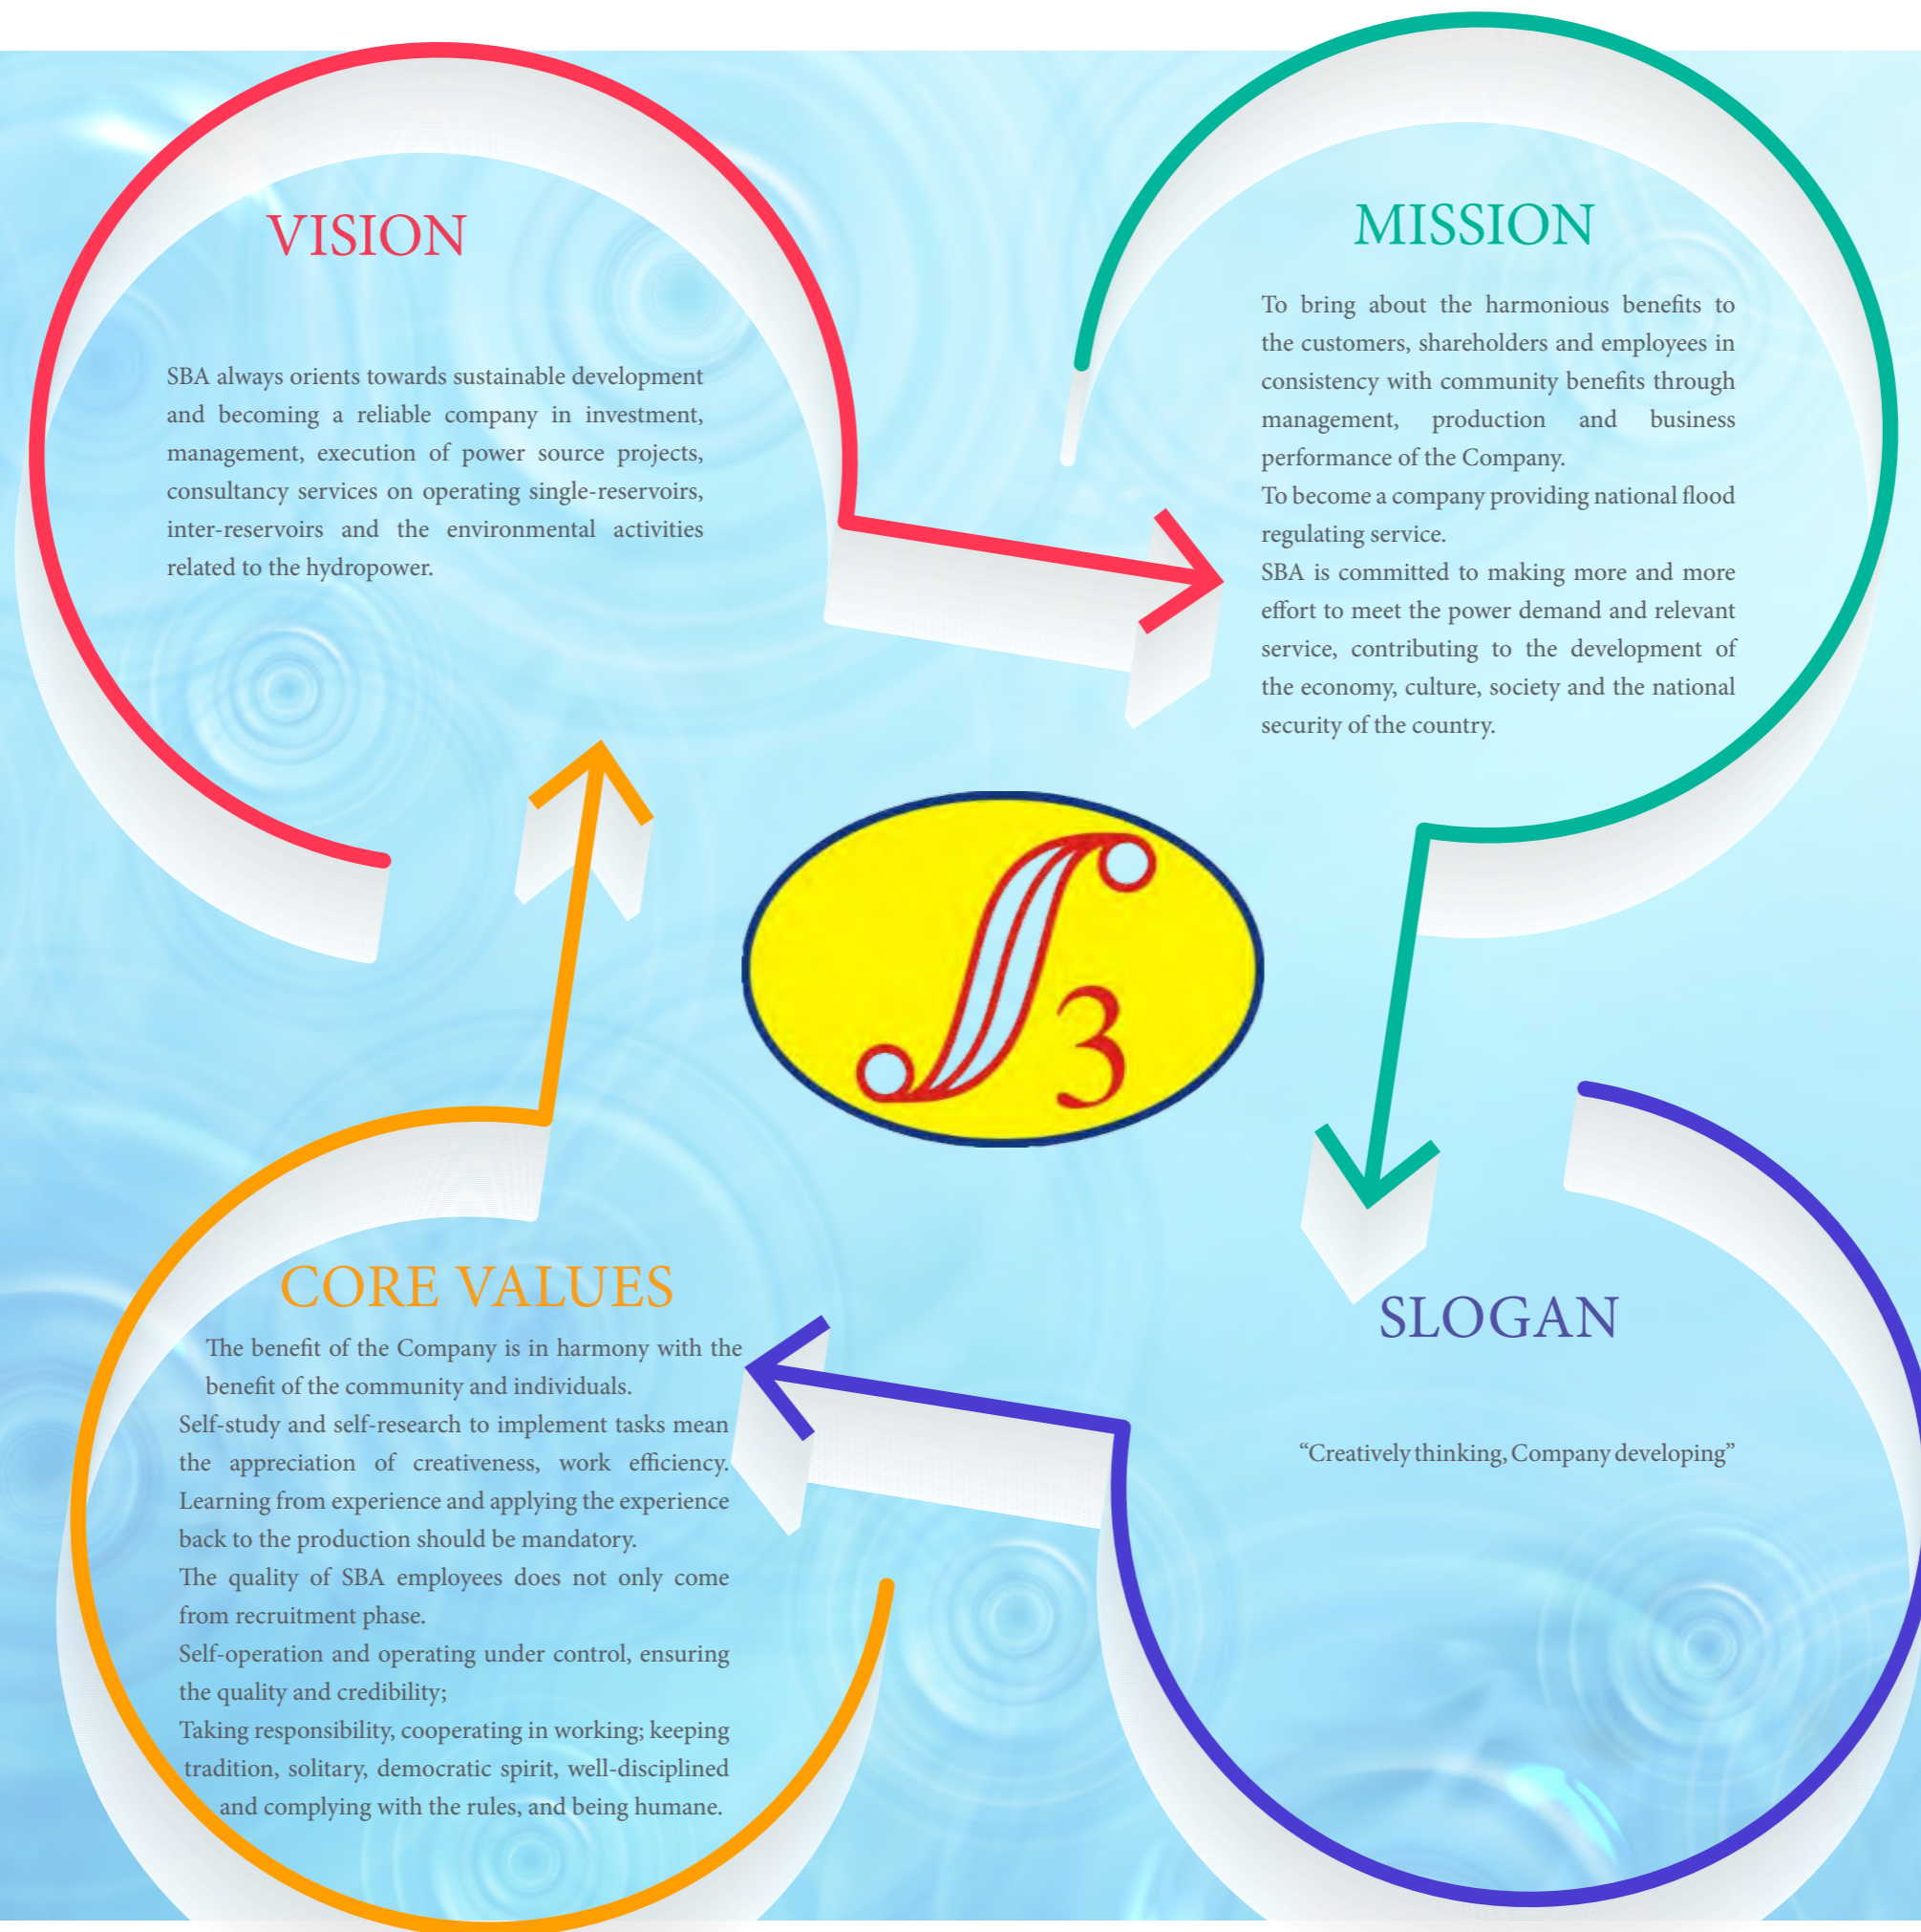 VISION
SBA always orients towards sustainable development
and becoming a reliable company in investment,
management, execution of power source projects,
consultancy services on operating single-reservoirs,
inter-reservoirs and the environmental activities
related to the hydropower.
MISSION
To bring about the harmonious benefits to
the customers, shareholders and employees in
consistency with community benefits through
management, production and business
performance of the Company.
To become a company providing national flood
regulating service.
SBA is committed to making more and more
effort to meet the power demand and relevant
service, contributing to the development of
the economy, culture, society and the national
security of the country.
S3
CORE VALUES
The benefit of the Company is in harmony with the
benefit of the community and individuals.
Self-study and self-research to implement tasks mean
the appreciation of creativeness, work efficiency.
Learning from experience and applying the experience
back to the production should be mandatory.
The quality of SBA employees does not only come
from recruitment phase.
Self-operation and operating under control, ensuring
the quality and credibility;
Taking responsibility, cooperating in working; keeping
tradition, solitary, democratic spirit, well-disciplined
and complying with the rules, and being humane.
SLOGAN
“Creatively thinking, Company developing”